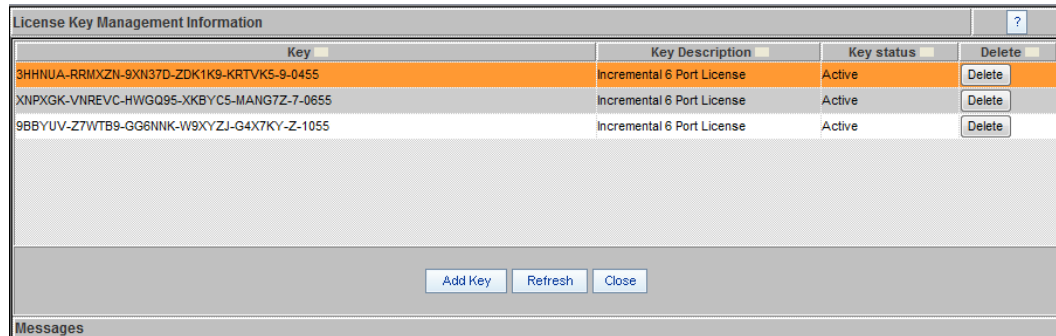 License Key Management Information ?
Key Key Description Key status Delete
3HHNUA-RRMXZN-9XN37D-ZDK1K9-KRTVK5-9-0455 Incremental 6 Port License Active Delete
XNPXGK-VNREVC-HWGQ95-XKBYC5-MANG7Z-7-0655 Incremental 6 Port License Active Delete
9BBYUV-Z7WTB9-GG6NNK-W9XYZJ-G4X7KY-Z-1055 Incremental 6 Port License Active Delete
Add Key Refresh Close
Messages